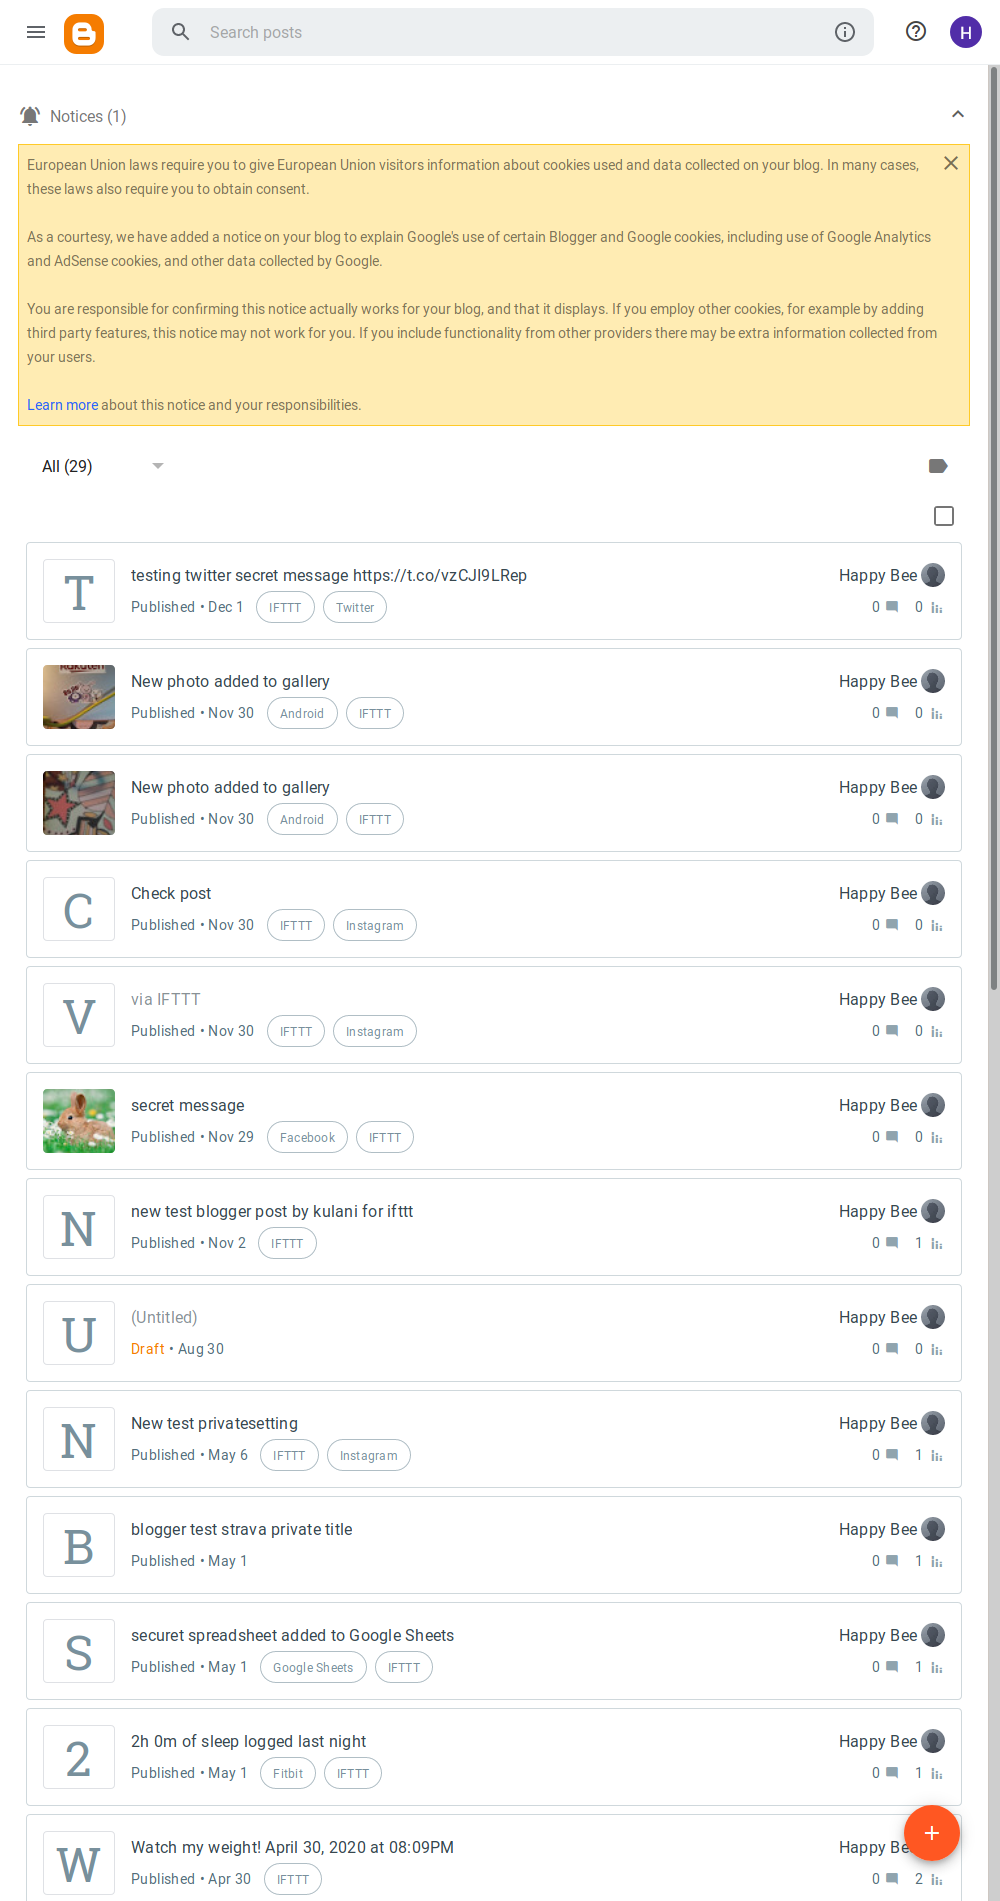 Search posts
H
Notices (1)
European Union laws require you to give European Union visitors information about cookies used and data collected on your blog. In many cases,
these laws also require you to obtain consent.
As a courtesy, we have added a notice on your blog to explain Google's use of certain Blogger and Google cookies, including use of Google Analytics
and AdSense cookies, and other data collected by Google.
You are responsible for confirming this notice actually works for your blog, and that it displays. If you employ other cookies, for example by adding
third party features, this notice may not work for you. If you include functionality from other providers there may be extra information collected from
your users.
Learn more about this notice and your responsibilities.
All (29)
T
testing twitter secret message https://t.co/vzCJI9LRep Happy Bee
Published • Dec 1 IFTTT Twitter 0 0
Rakuten
New photo added to gallery Happy Bee
Published • Nov 30 Android IFTTT 0 0
New photo added to gallery Happy Bee
Published • Nov 30 Android IFTTT 0 0
C
Check post Happy Bee
Published • Nov 30 IFTTT Instagram 0 0
V
via IFTTT Happy Bee
Published • Nov 30 IFTTT Instagram 0 0
secret message Happy Bee
Published • Nov 29 Facebook IFTTT 0 0
N
new test blogger post by kulani for ifttt Happy Bee
Published • Nov 2 IFTTT 0 1
U
(Untitled) Happy Bee
Draft • Aug 30 0 0
N
New test privatesetting Happy Bee
Published • May 6 IFTTT Instagram 0 1
B
blogger test strava private title Happy Bee
Published • May 1 0 1
S
securet spreadsheet added to Google Sheets Happy Bee
Published • May 1 Google Sheets IFTTT 0 1
2
2h 0m of sleep logged last night Happy Bee
Published • May 1 Fitbit IFTTT 0 1
W
Watch my weight! April 30, 2020 at 08:09PM Happy Be
Published • Apr 30 IFTTT 0 2